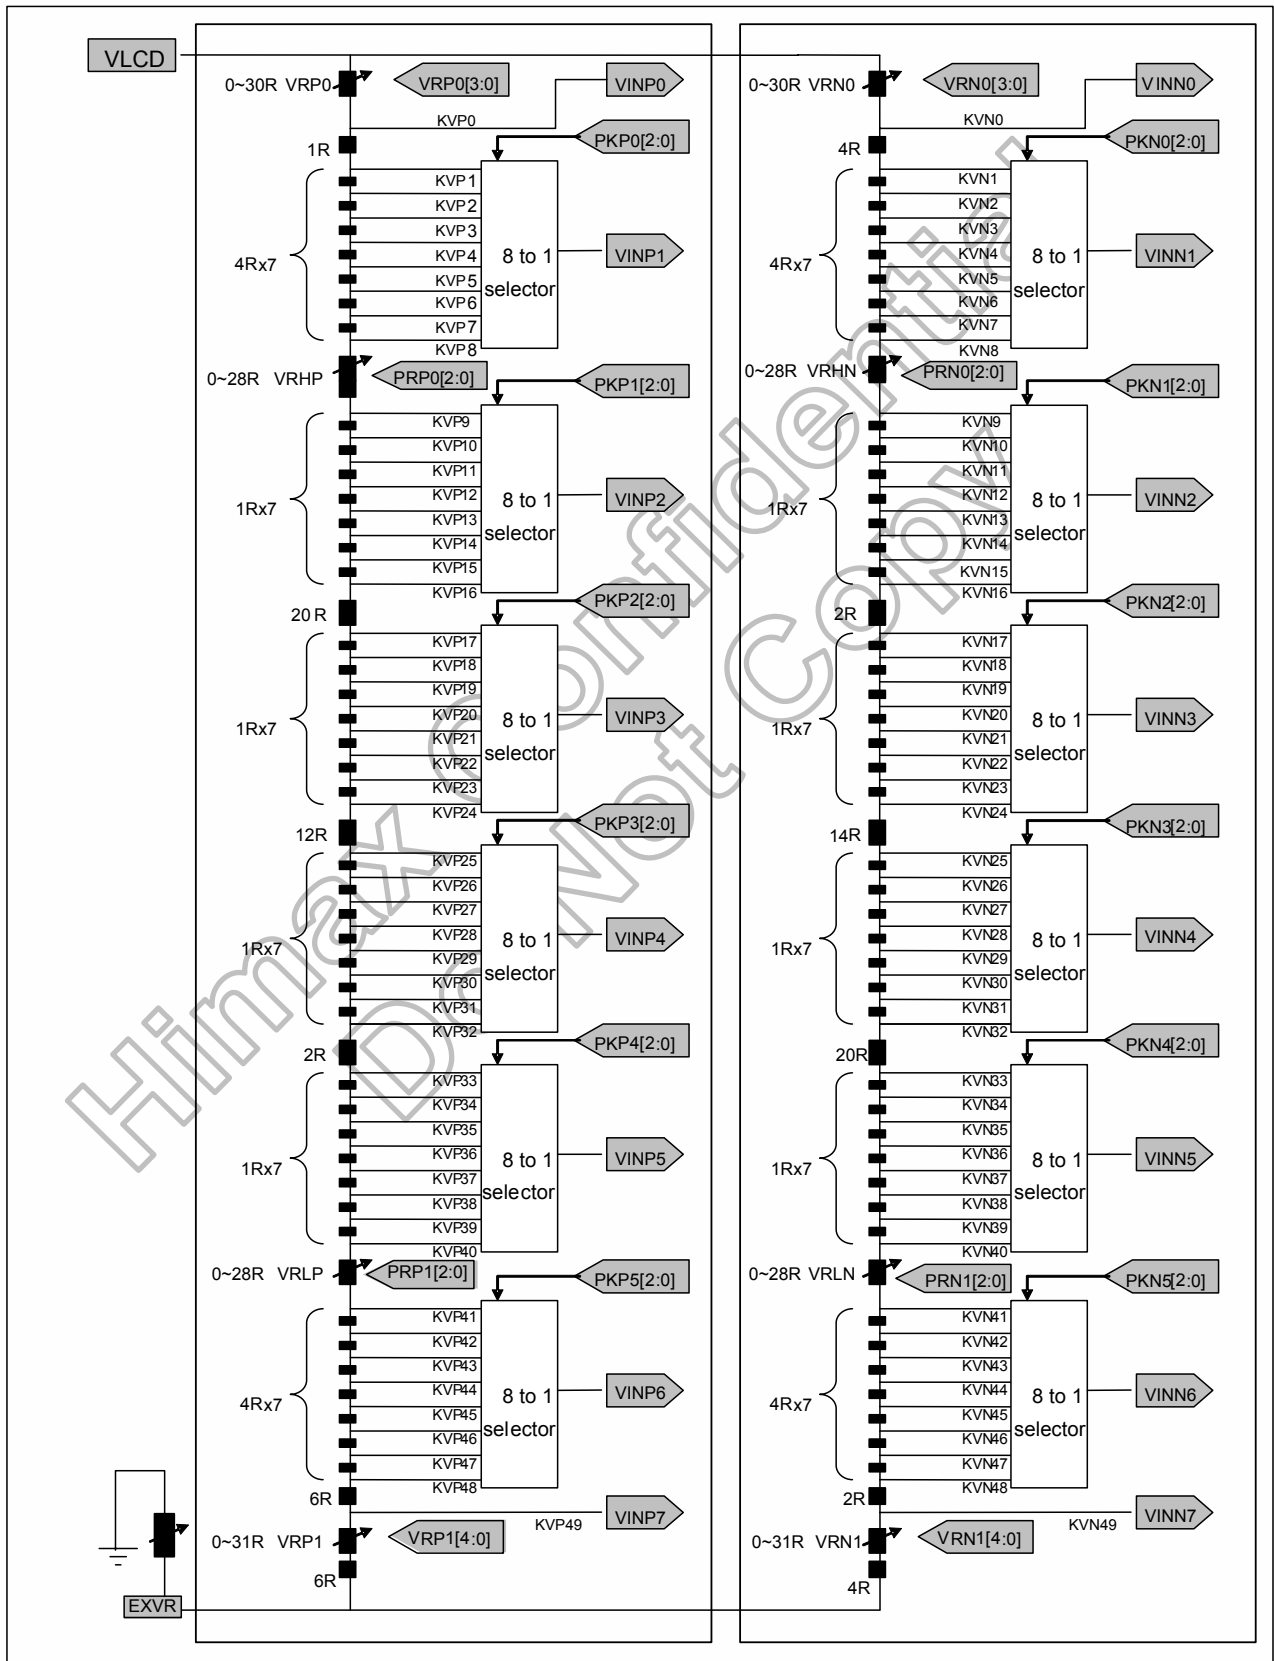 VLCD
0~30R VRP0
VRP0[3:0]
VINP0
KVP0
PKP0[2:0]
1R
KVP1
KVP2
KVP3
KVP4
KVP5
KVP6
KVP7
KVP8
4Rx7
8 to 1
selector
VINP1
0~28R VRHP
PRP0[2:0]
PKP1[2:0]
KVP9
KVP10
KVP11
KVP12
KVP13
KVP14
KVP15
KVP16
1Rx7
8 to 1
selector
VINP2
20R
PKP2[2:0]
KVP17
KVP18
KVP19
KVP20
KVP21
KVP22
KVP23
KVP24
1Rx7
8 to 1
selector
VINP3
12R
PKP3[2:0]
KVP25
KVP26
KVP27
KVP28
KVP29
KVP30
KVP31
KVP32
1Rx7
8 to 1
selector
VINP4
2R
PKP4[2:0]
KVP33
KVP34
KVP35
KVP36
KVP37
KVP38
KVP39
KVP40
1Rx7
8 to 1
selector
VINP5
0~28R VRLP
PRP1[2:0]
PKP5[2:0]
KVP41
KVP42
KVP43
KVP44
KVP45
KVP46
KVP47
KVP48
4Rx7
8 to 1
selector
VINP6
6R
KVP49
VINP7
0~31R VRP1
VRP1[4:0]
6R
EXVR
0~30R VRN0
VRN0[3:0]
VINN0
KVN0
PKN0[2:0]
4R
KVN1
KVN2
KVN3
KVN4
KVN5
KVN6
KVN7
KVN8
4Rx7
8 to 1
selector
VINN1
0~28R VRHN
PRN0[2:0]
PKN1[2:0]
KVN9
KVN10
KVN11
KVN12
KVN13
KVN14
KVN15
KVN16
1Rx7
8 to 1
selector
VINN2
2R
PKN2[2:0]
KVN17
KVN18
KVN19
KVN20
KVN21
KVN22
KVN23
KVN24
1Rx7
8 to 1
selector
VINN3
14R
PKN3[2:0]
KVN25
KVN26
KVN27
KVN28
KVN29
KVN30
KVN31
KVN32
1Rx7
8 to 1
selector
VINN4
20R
PKN4[2:0]
KVN33
KVN34
KVN35
KVN36
KVN37
KVN38
KVN39
KVN40
1Rx7
8 to 1
selector
VINN5
0~28R VRLN
PRN1[2:0]
PKN5[2:0]
KVN41
KVN42
KVN43
KVN44
KVN45
KVN46
KVN47
KVN48
4Rx7
8 to 1
selector
VINN6
2R
KVN49
VINN7
0~31R VRN1
VRN1[4:0]
4R
Himax Confidential
Do Not Copy